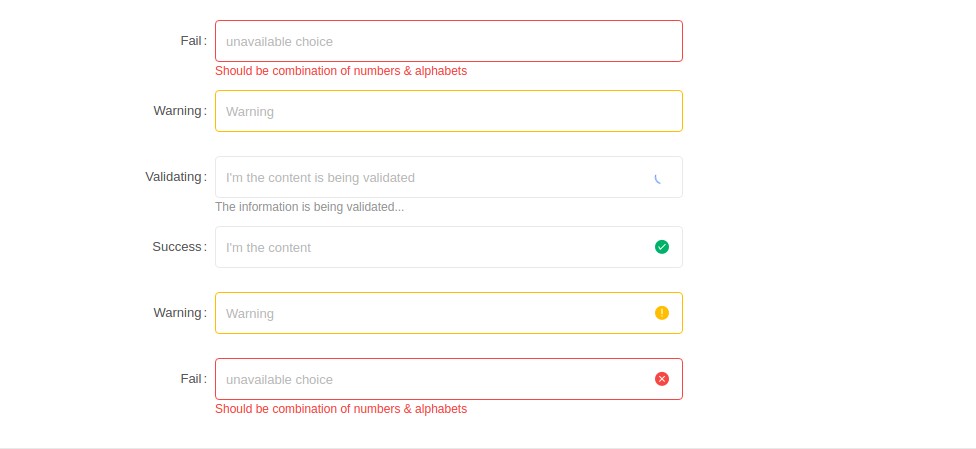 Fail :
unavailable choice
Should be combination of numbers & alphabets
Warning :
Warning
Validating :
I'm the content is being validated
The information is being validated...
Success :
I'm the content
Warning :
Warning
Fail :
unavailable choice
Should be combination of numbers & alphabets